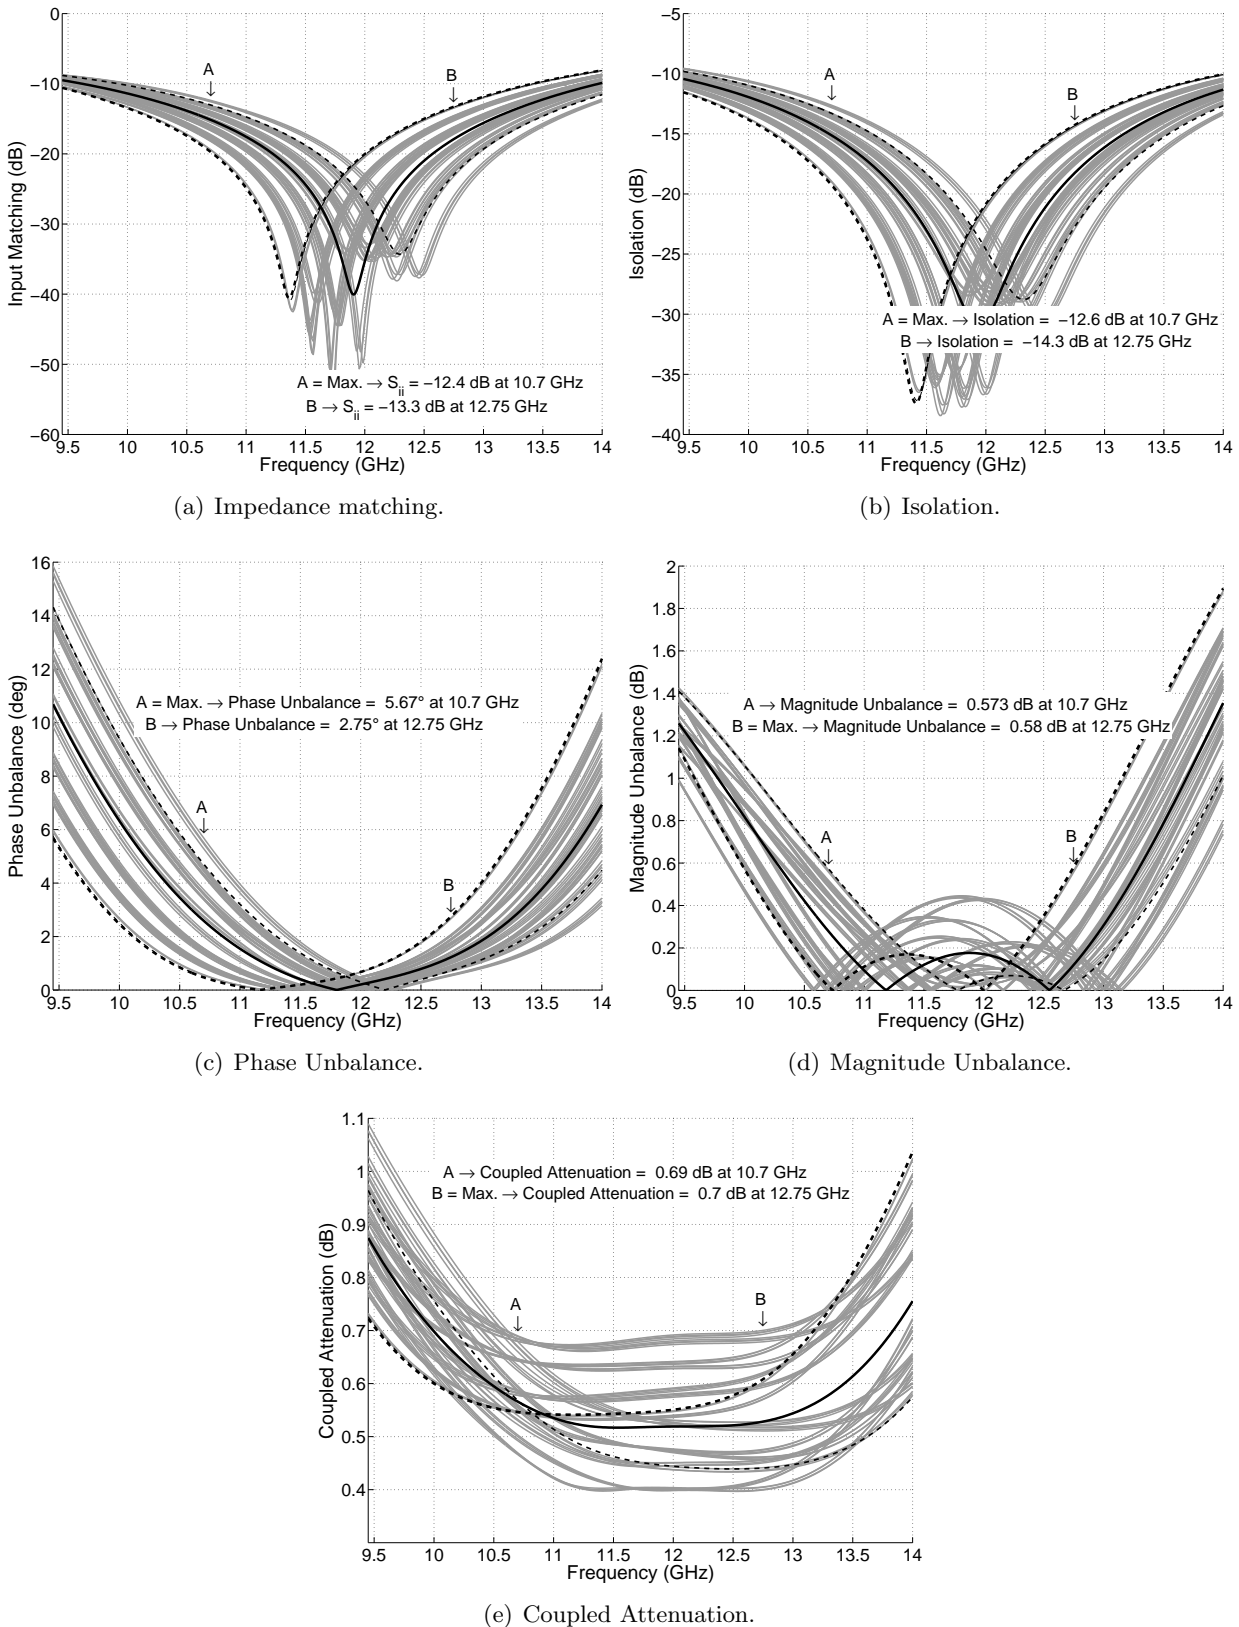 0
−10
−20
−30
−40
−50
−60
9.5 10 10.5 11 11.5 12 12.5 13 13.5 14
Input Matching (dB)
Frequency (GHz)
A
B
A = Max. → Sii = −12.4 dB at 10.7 GHz
B → Sii = −13.3 dB at 12.75 GHz
(a) Impedance matching.
−5
−10
−15
−20
−25
−30
−35
−40
9.5 10 10.5 11 11.5 12 12.5 13 13.5 14
Isolation (dB)
Frequency (GHz)
A
B
A = Max. → Isolation = −12.6 dB at 10.7 GHz
B → Isolation = −14.3 dB at 12.75 GHz
(b) Isolation.
16
14
12
10
8
6
4
2
0
9.5 10 10.5 11 11.5 12 12.5 13 13.5 14
Phase Unbalance (deg)
Frequency (GHz)
A = Max. → Phase Unbalance = 5.67° at 10.7 GHz
B → Phase Unbalance = 2.75° at 12.75 GHz
A
B
(c) Phase Unbalance.
2
1.8
1.6
1.4
1.2
1
0.8
0.6
0.4
0.2
0
9.5 10 10.5 11 11.5 12 12.5 13 13.5 14
Magnitude Unbalance (dB)
Frequency (GHz)
A → Magnitude Unbalance = 0.573 dB at 10.7 GHz
B = Max. → Magnitude Unbalance = 0.58 dB at 12.75 GHz
A
B
(d) Magnitude Unbalance.
1.1
1
0.9
0.8
0.7
0.6
0.5
0.4
9.5 10 10.5 11 11.5 12 12.5 13 13.5 14
Coupled Attenuation (dB)
Frequency (GHz)
A → Coupled Attenuation = 0.69 dB at 10.7 GHz
B = Max. → Coupled Attenuation = 0.7 dB at 12.75 GHz
A
B
(e) Coupled Attenuation.